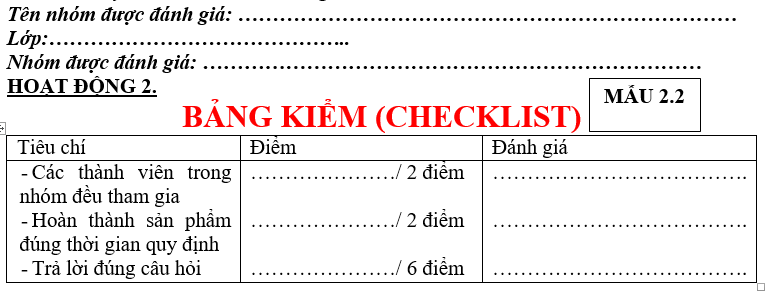 Tên nhóm được đánh giá: ……………………………………………………………………
Lớp:……………………………………...
Nhóm được đánh giá: ………………………………………………………………………
HOẠT ĐỘNG 2.
MẪU 2.2
BẢNG KIỂM (CHECKLIST)
Tiêu chí Điểm Đánh giá
- Các thành viên trong …………………/ 2 điểm ………………………………….
nhóm đều tham gia
- Hoàn thành sản phẩm …………………/ 2 điểm ………………………………….
đúng thời gian quy định
- Trả lời đúng câu hỏi …………………/ 6 điểm ………………………………….